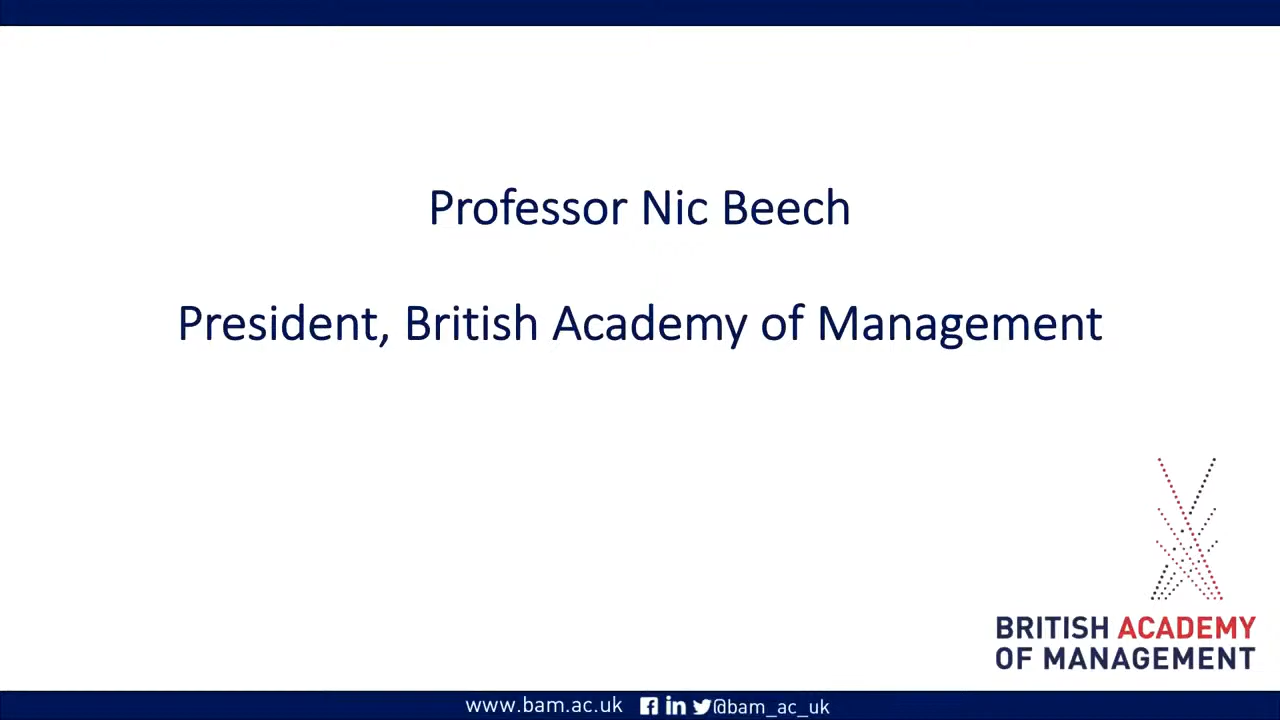 Professor Nic Beech
President, British Academy of Management
BRITISH ACADEMY
OF MANAGEMENT
www.bam.ac.uk @bam_ac_uk